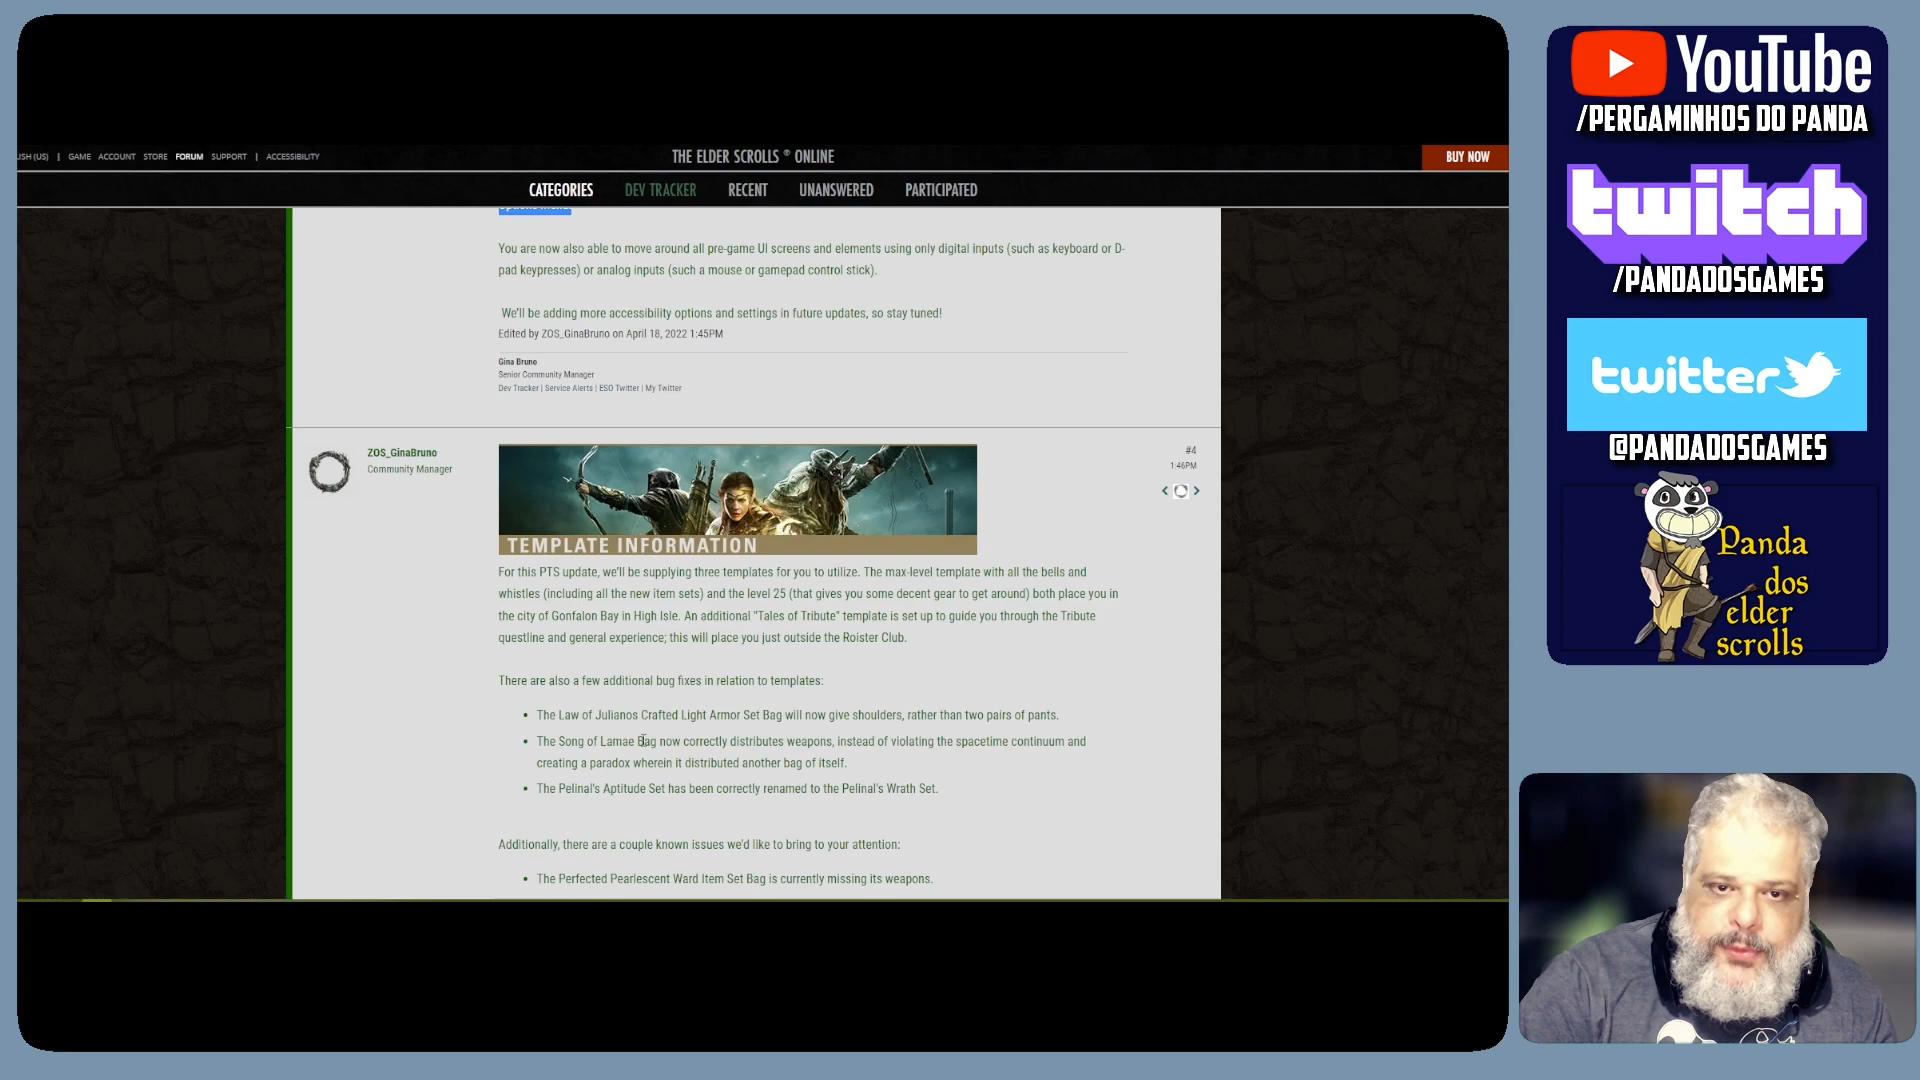 ISH (US) | GAME ACCOUNT STORE FORUM SUPPORT | ACCESSIBILITY
THE ELDER SCROLLS ® ONLINE
BUY NOW
CATEGORIES DEV TRACKER RECENT UNANSWERED PARTICIPATED
You are now also able to move around all pre-game UI screens and elements using only digital inputs (such as keyboard or D-
pad keypresses) or analog inputs (such a mouse or gamepad control stick).
We'll be adding more accessibility options and settings in future updates, so stay tuned!
Edited by ZOS_GinaBruno on April 18, 2022 1:45PM
Gina Bruno
Senior Community Manager
Dev Tracker | Service Alerts | ESO Twitter | My Twitter
ZOS_GinaBruno
Community Manager
#4
1:46PM
TEMPLATE INFORMATION
For this PTS update, we'll be supplying three templates for you to utilize. The max-level template with all the bells and
whistles (including all the new item sets) and the level 25 (that gives you some decent gear to get around) both place you in
the city of Gonfalon Bay in High Isle. An additional "Tales of Tribute" template is set up to guide you through the Tribute
questline and general experience; this will place you just outside the Roister Club.
There are also a few additional bug fixes in relation to templates:
• The Law of Julianos Crafted Light Armor Set Bag will now give shoulders, rather than two pairs of pants.
• The Song of Lamae Bag now correctly distributes weapons, instead of violating the spacetime continuum and
creating a paradox wherein it distributed another bag of itself.
• The Pelinal's Aptitude Set has been correctly renamed to the Pelinal's Wrath Set.
Additionally, there are a couple known issues we'd like to bring to your attention:
• The Perfected Pearlescent Ward Item Set Bag is currently missing its weapons.
YouTube
/PERGAMINHOS DO PANDA
twitch
/PANDADOSGAMES
twitter
@PANDADOSGAMES
Panda
dos
elder
scrolls